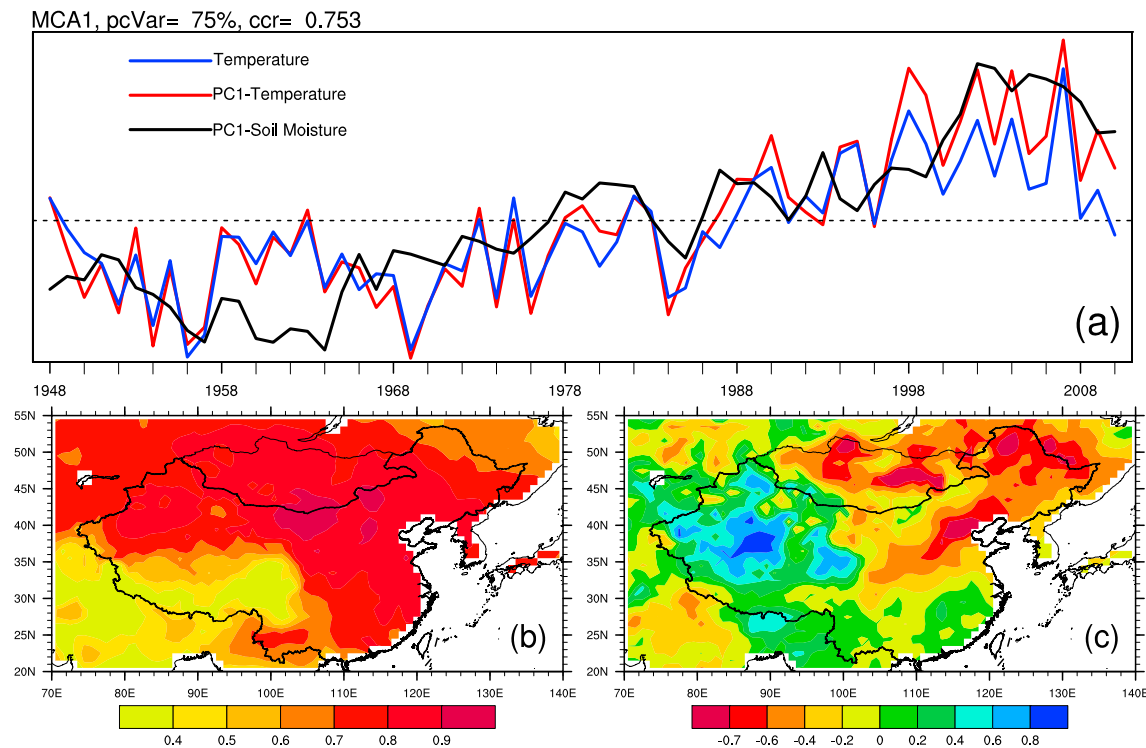 MCA1, pcVar= 75%, ccr= 0.753
Temperature
PC1-Temperature
PC1-Soil Moisture
(a)
1948 1958 1968 1978 1988 1998 2008
55N 55N
50N 50N
45N 45N
40N 40N
35N 35N
30N 30N
25N 25N
20N 20N
(b) (c)
70E 80E 90E 100E 110E 120E 130E 140E 70E 80E 90E 100E 110E 120E 130E 140E
0.4 0.5 0.6 0.7 0.8 0.9 -0.7 -0.6 -0.4 -0.2 0 0.2 0.4 0.6 0.8